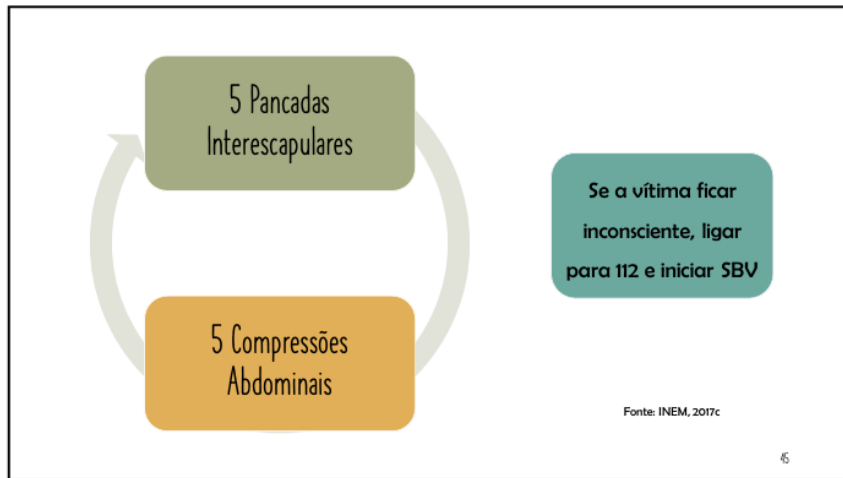 5 Pancadas
Interescapulares
Se a vítima ficar
inconsciente, ligar
para 112 e iniciar SBV
5 Compressões
Abdominais
Fonte: INEM, 2017c
45